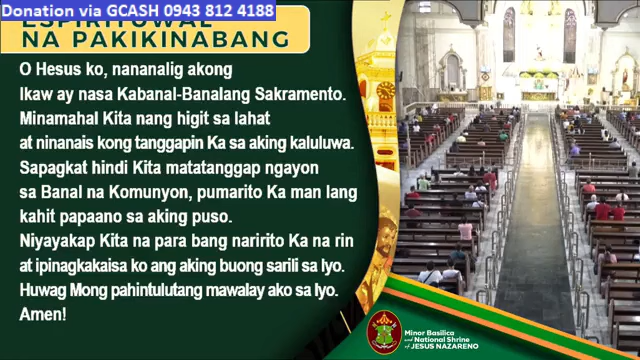 Donation via GCASH 0943 812 4188
ESPIRITUWAL
NA PAKIKINABANG
O Hesus ko, nananalig akong
Ikaw ay nasa Kabanal-Banalang Sakramento.
Minamahal Kita nang higit sa lahat
at ninanais kong tanggapin Ka sa aking kaluluwa.
Sapagkat hindi Kita matatanggap ngayon
sa Banal na Komunyon, pumarito Ka man lang
kahit papaano sa aking puso.
Niyayakap Kita na para bang naririto Ka na rin
at ipinagkakaisa ko ang aking buong sarili sa Iyo.
Huwag Mong pahintulutang mawalay ako sa Iyo.
Amen!
Minor Basilica
and National Shrine
of JESUS NAZARENO